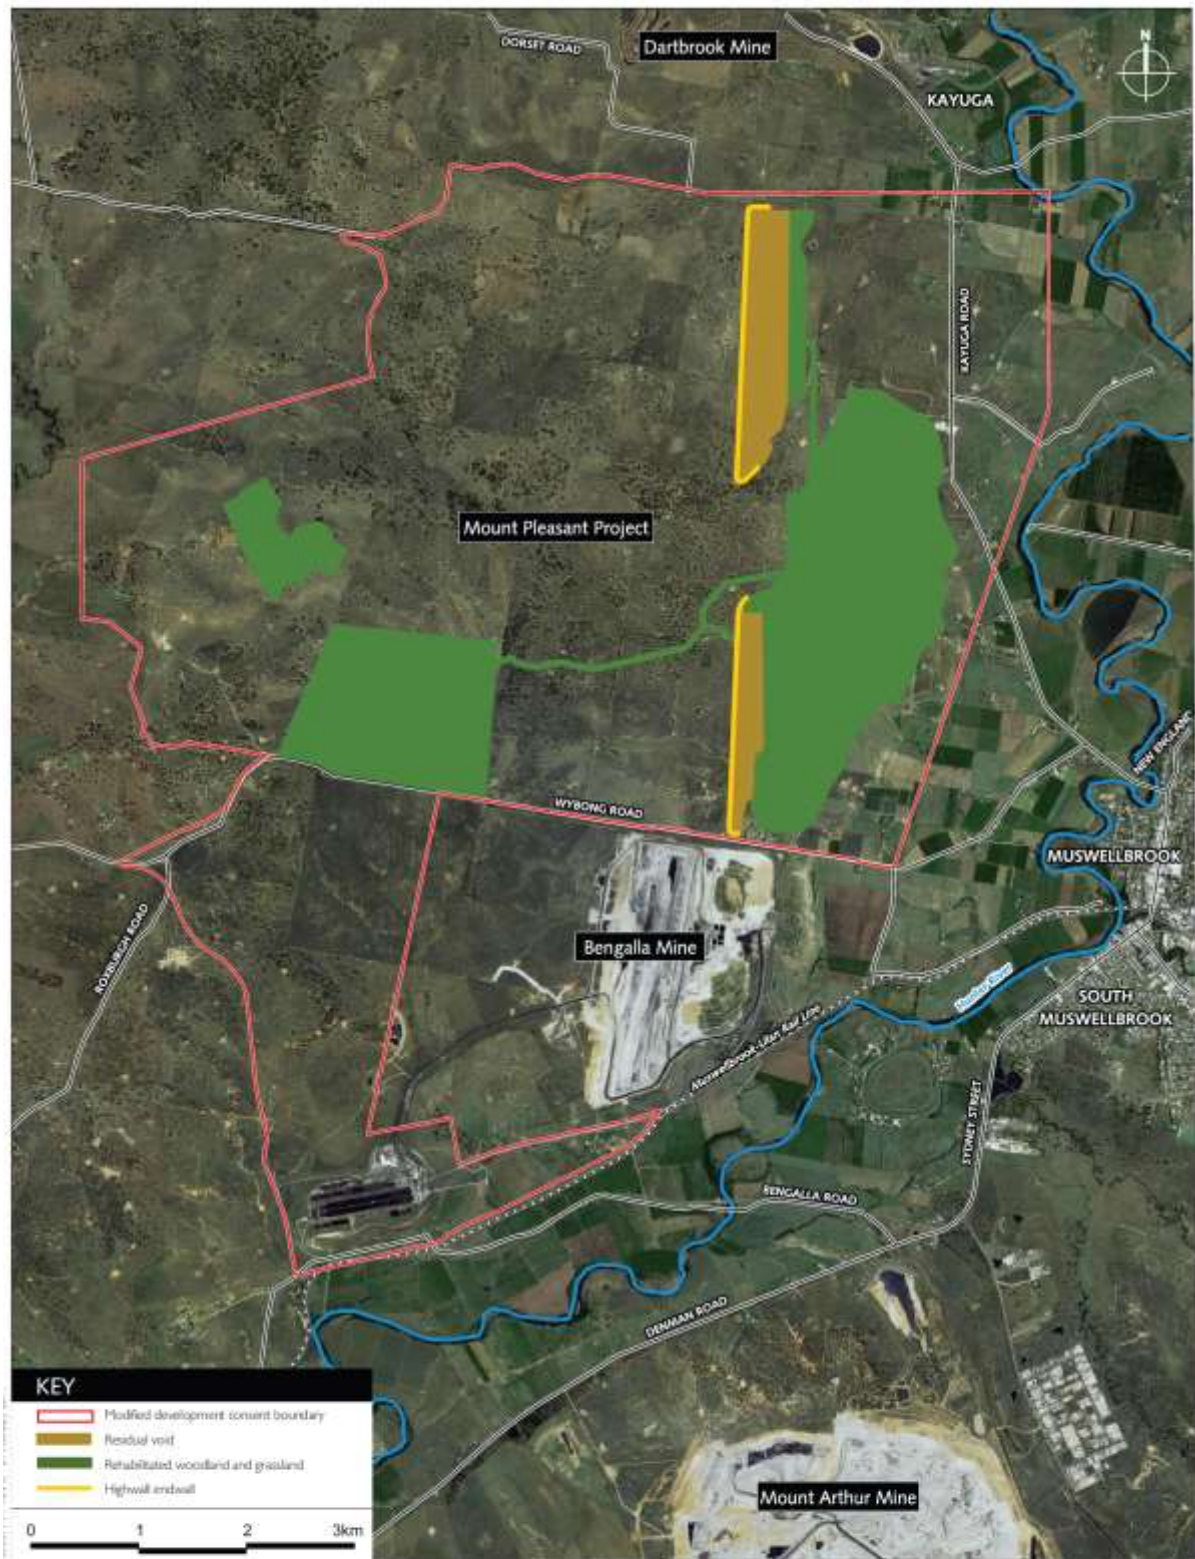 DORSET ROAD
Dartbrook Mine
N
KAYUGA
KAYUGA ROAD
Mount Pleasant Project
NEW ENGLAND
WYBONG ROAD
MUSWELLBROOK
ROXBURGH ROAD
Bengalla Mine
Hunter River
SOUTH
MUSWELLBROOK
Muswellbrook-Ulan Rail Line
SYDNEY STREET
BENGALLA ROAD
DENMAN ROAD
KEY
Modified development consent boundary
Residual void
Rehabilitated woodland and grassland
Highwall endwall
Mount Arthur Mine
0 1 2 3km